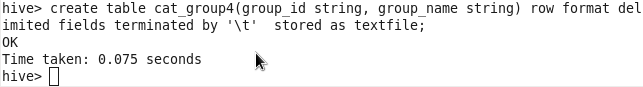 hive> create table cat_group4(group_id string, group_name string) row format del
imited fields terminated by '\t'  stored as textfile;
OK
Time taken: 0.075 seconds
hive>